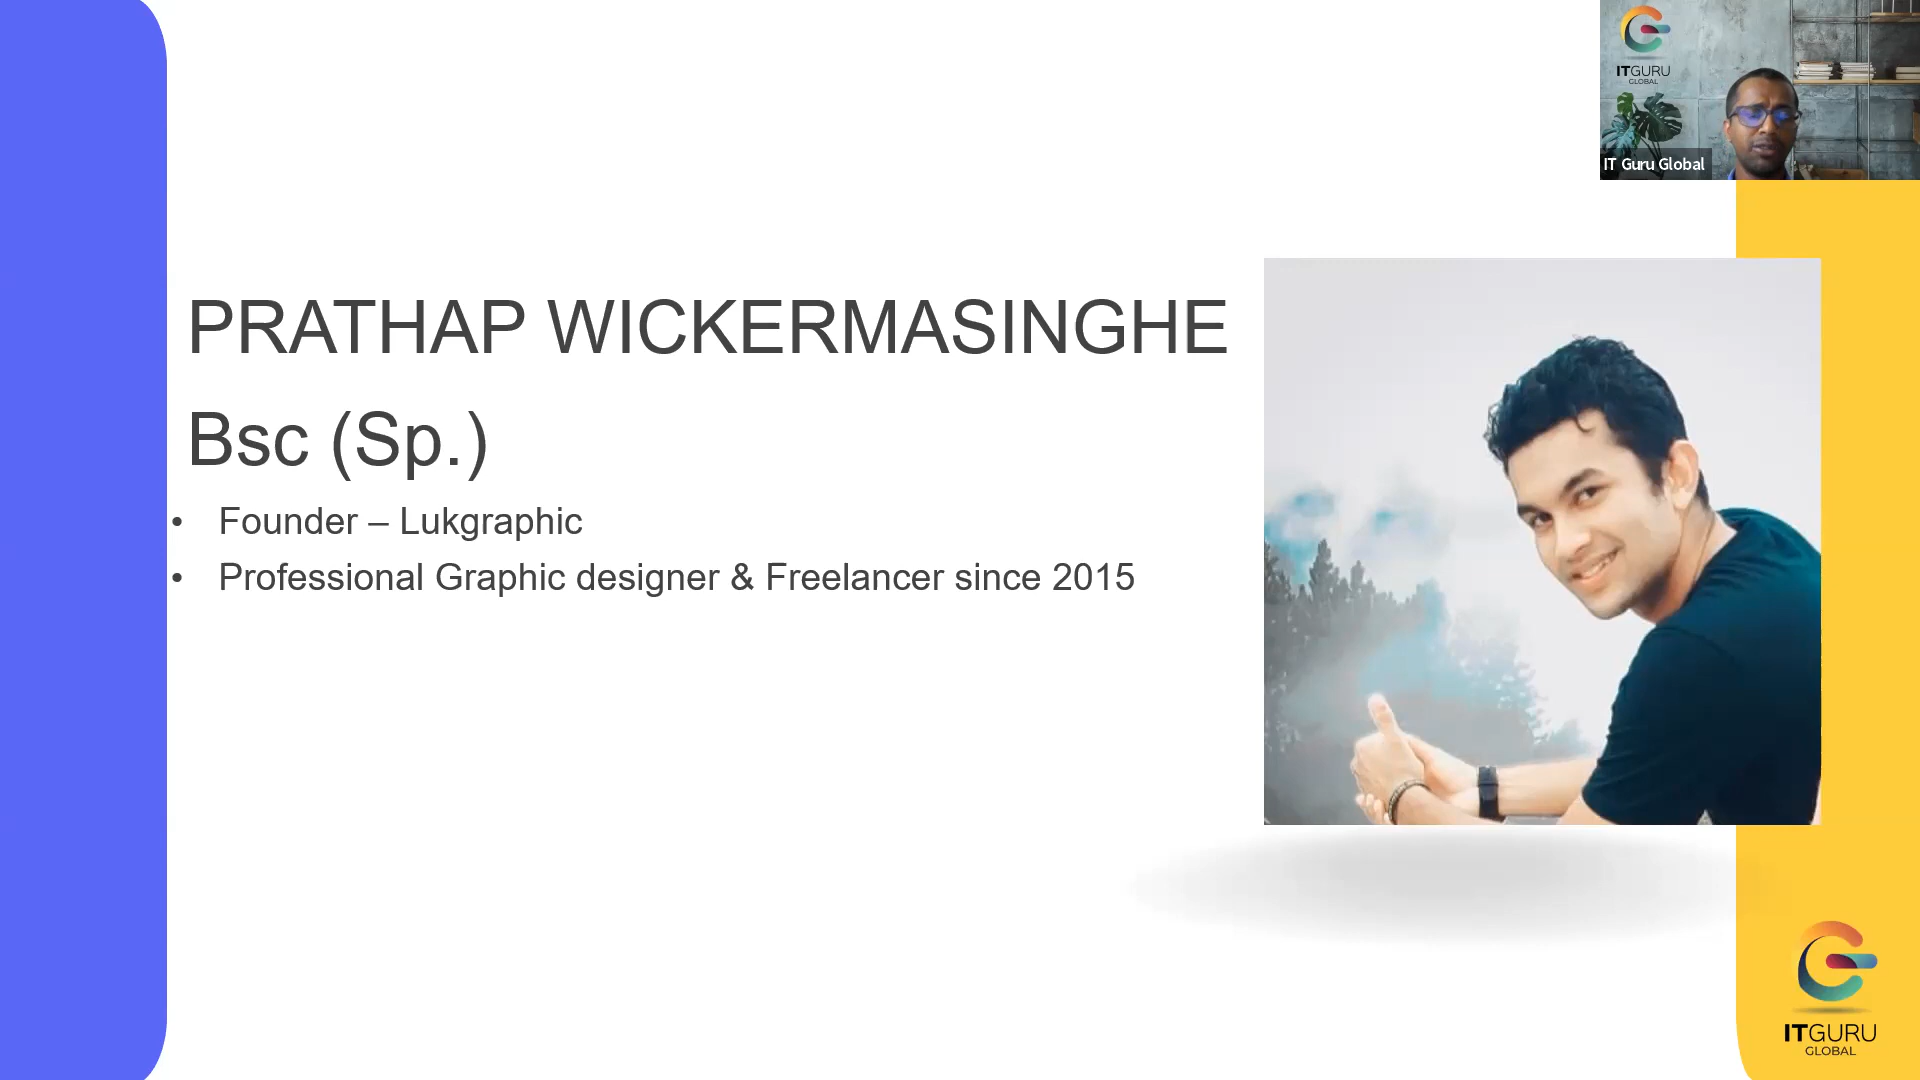 ITGURU
GLOBAL
IT Guru Global
PRATHAP WICKERMASINGHE
Bsc (Sp.)
• Founder – Lukgraphic
• Professional Graphic designer & Freelancer since 2015
ITGURU
GLOBAL